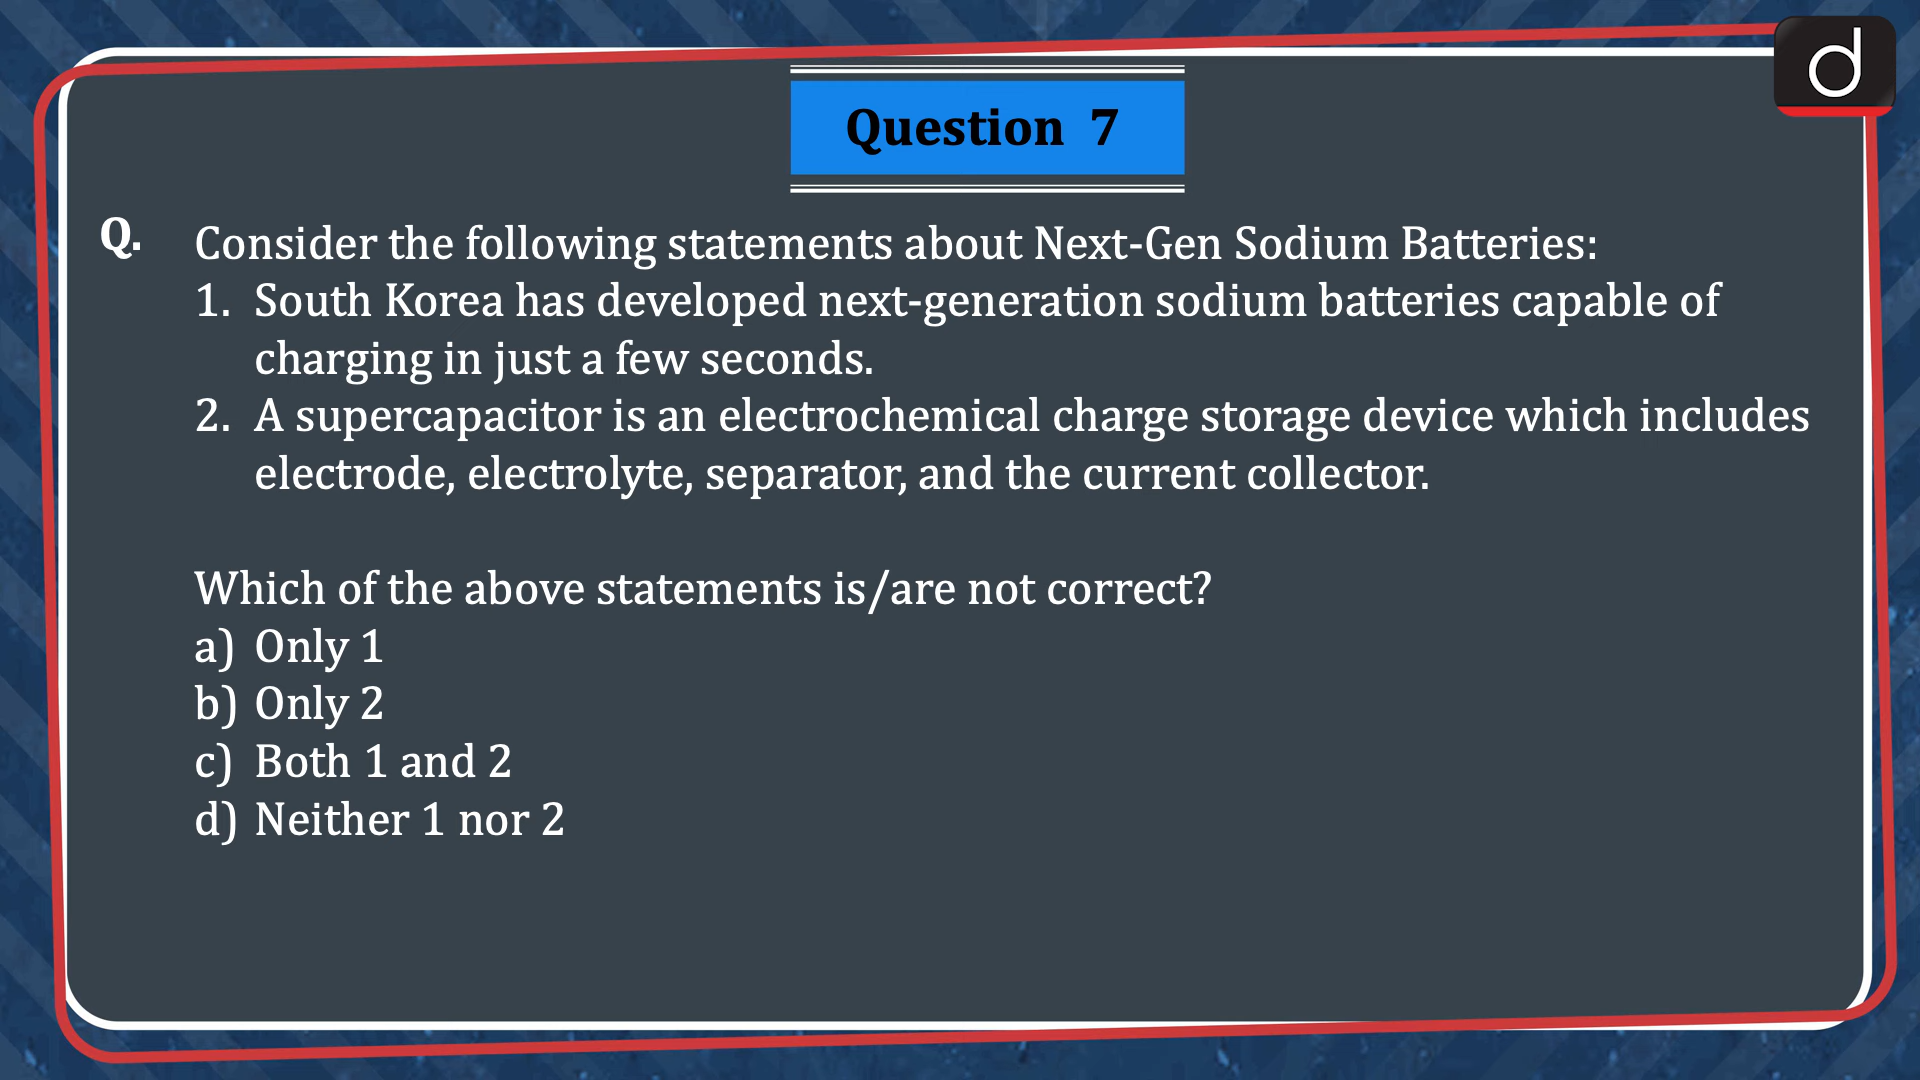 Question 7
Q. Consider the following statements about Next-Gen Sodium Batteries:
1. South Korea has developed next-generation sodium batteries capable of
charging in just a few seconds.
2. A supercapacitor is an electrochemical charge storage device which includes
electrode, electrolyte, separator, and the current collector.
Which of the above statements is/are not correct?
a) Only 1
b) Only 2
c) Both 1 and 2
d) Neither 1 nor 2
d